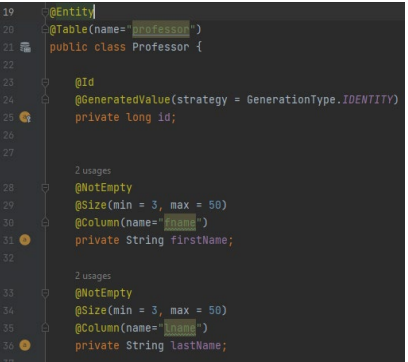 19 @Entity
20 @Table(name="professor")
21 public class Professor {
22
23 @Id
24 @GeneratedValue(strategy = GenerationType.IDENTITY)
25 private long id;
26
27
2 usages
28 @NotEmpty
29 @Size(min = 3, max = 50)
30 @Column(name="fname")
31 private String firstName;
32
2 usages
33 @NotEmpty
34 @Size(min = 3, max = 50)
35 @Column(name="lname")
36 private String lastName;